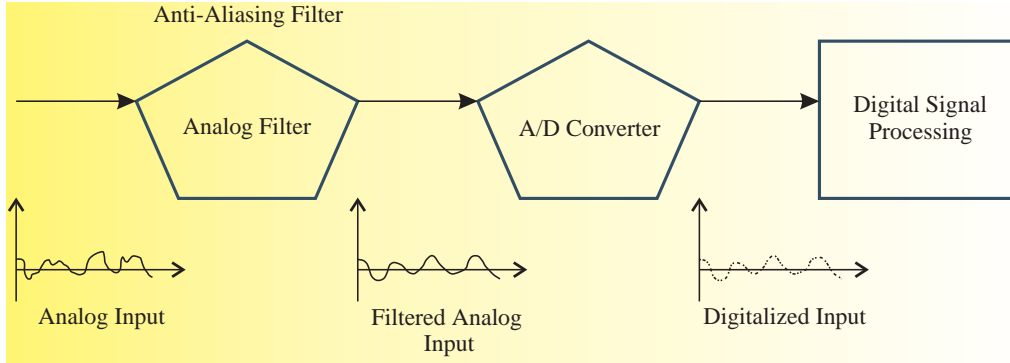 Anti-Aliasing Filter
Analog Filter
A/D Converter
Digital Signal
Processing
Analog Input
Filtered Analog
Input
Digitalized Input